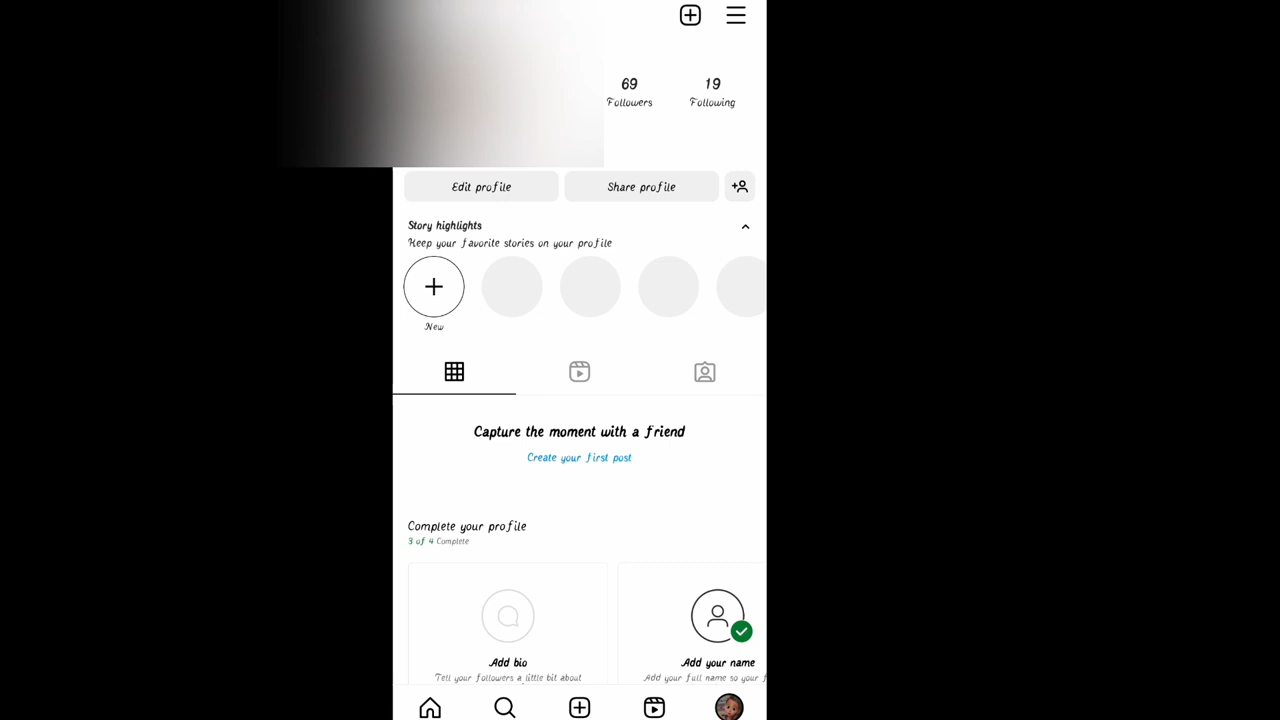 69 19
Followers Following
Edit profile Share profile
Story highlights
Keep your favorite stories on your profile
New
Capture the moment with a friend
Create your first post
Complete your profile
3 of 4 Complete
Add bio Add your name
Tell your followers a little bit about Add your full name so your f